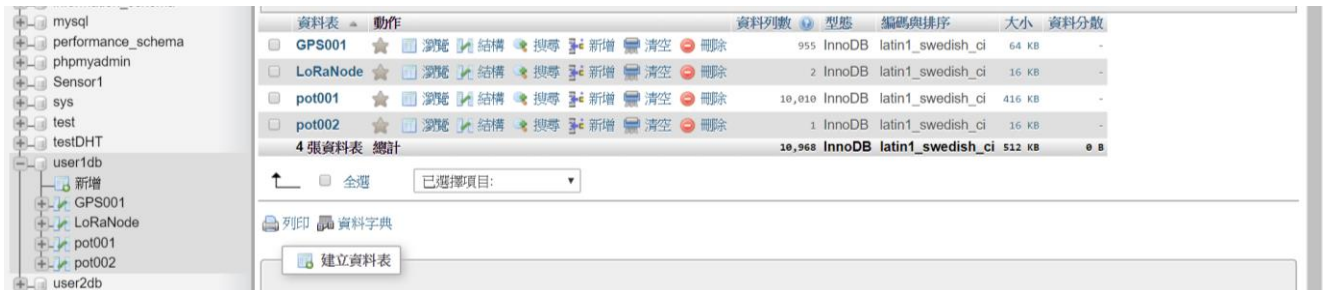 information_schema
mysql
performance_schema
phpmyadmin
Sensor1
sys
test
testDHT
user1db
新增
GPS001
LoRaNode
pot001
pot002
user2db
資料表 動作 資料列數 型態 編碼與排序 大小 資料分散
GPS001 瀏覽 結構 搜尋 新增 清空 刪除 955 InnoDB latin1_swedish_ci 64 KB -
LoRaNode 瀏覽 結構 搜尋 新增 清空 刪除 2 InnoDB latin1_swedish_ci 16 KB -
pot001 瀏覽 結構 搜尋 新增 清空 刪除 10,010 InnoDB latin1_swedish_ci 416 KB -
pot002 瀏覽 結構 搜尋 新增 清空 刪除 1 InnoDB latin1_swedish_ci 16 KB -
4 張資料表 總計 10,968 InnoDB latin1_swedish_ci 512 KB 0 B
全選 已選擇項目:
列印 資料字典
建立資料表